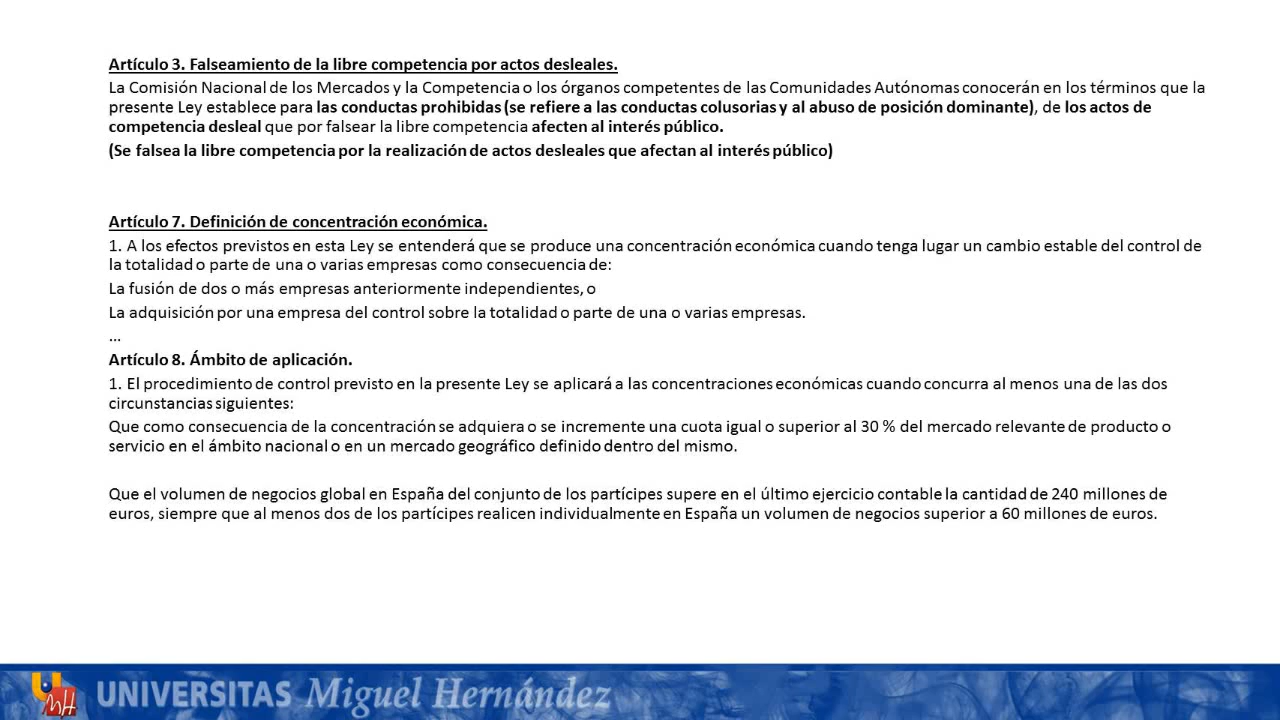 Artículo 3. Falseamiento de la libre competencia por actos desleales.
La Comisión Nacional de los Mercados y la Competencia o los órganos competentes de las Comunidades Autónomas conocerán en los términos que la
presente Ley establece para las conductas prohibidas (se refiere a las conductas colusorias y al abuso de posición dominante), de los actos de
competencia desleal que por falsear la libre competencia afecten al interés público.
(Se falsea la libre competencia por la realización de actos desleales que afectan al interés público)
Artículo 7. Definición de concentración económica.
1. A los efectos previstos en esta Ley se entenderá que se produce una concentración económica cuando tenga lugar un cambio estable del control de
la totalidad o parte de una o varias empresas como consecuencia de:
La fusión de dos o más empresas anteriormente independientes, o
La adquisición por una empresa del control sobre la totalidad o parte de una o varias empresas.
...
Artículo 8. Ámbito de aplicación.
1. El procedimiento de control previsto en la presente Ley se aplicará a las concentraciones económicas cuando concurra al menos una de las dos
circunstancias siguientes:
Que como consecuencia de la concentración se adquiera o se incremente una cuota igual o superior al 30 % del mercado relevante de producto o
servicio en el ámbito nacional o en un mercado geográfico definido dentro del mismo.
Que el volumen de negocios global en España del conjunto de los partícipes supere en el último ejercicio contable la cantidad de 240 millones de
euros, siempre que al menos dos de los partícipes realicen individualmente en España un volumen de negocios superior a 60 millones de euros.
UNIVERSITAS Miguel Hernández